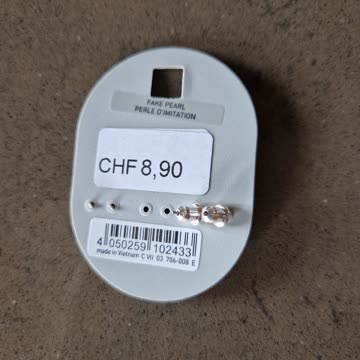 FAKE PEARL
PERLE D'IMITATION
CHF 8,90
4 050259 102433
made in Vietnam C VII 03 706-008 E